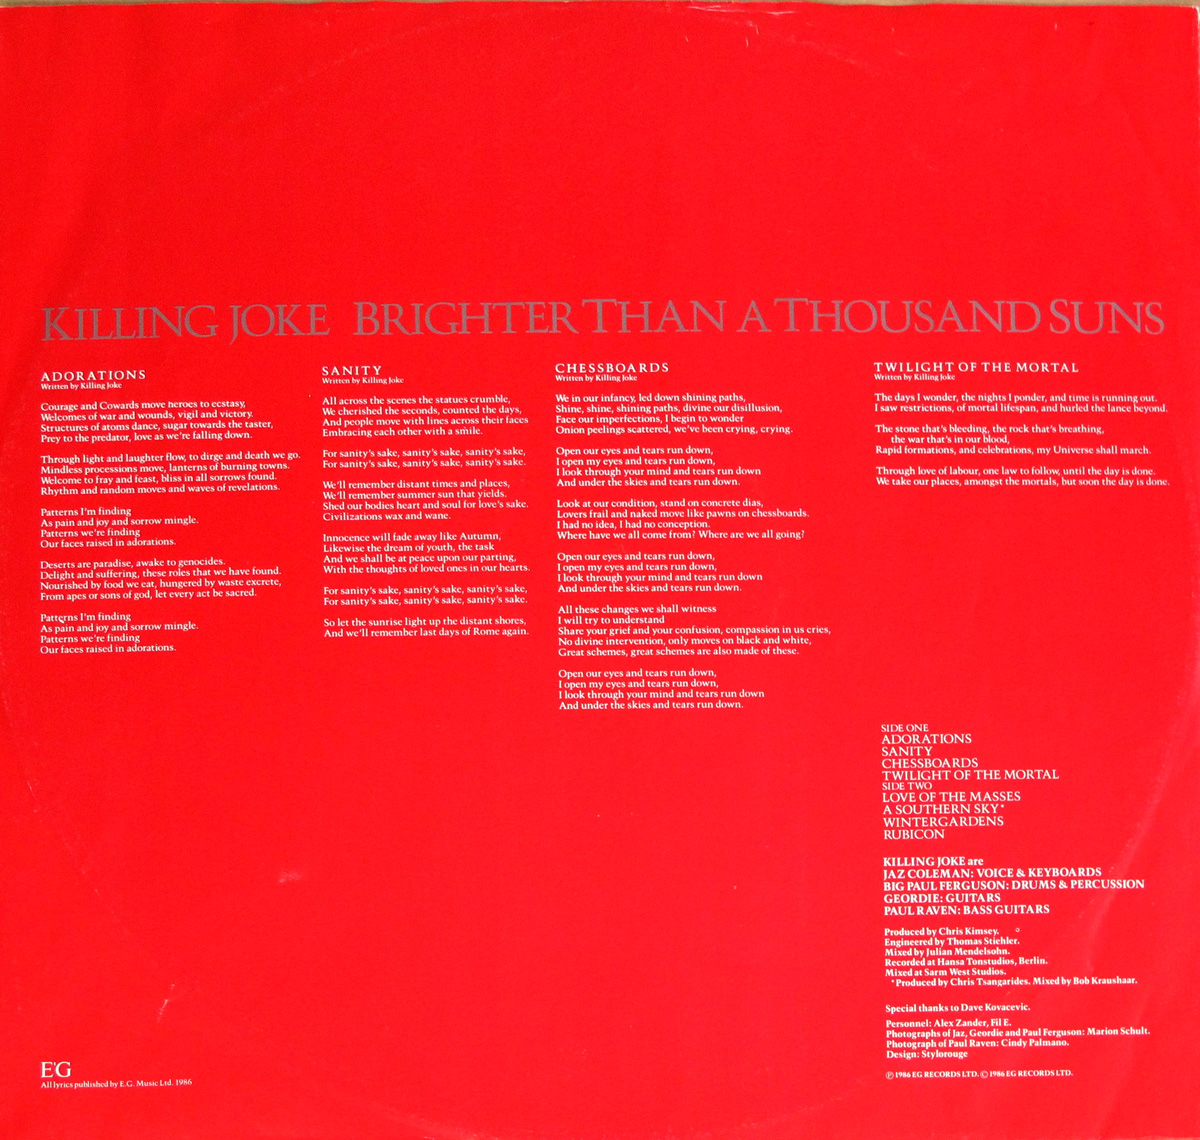 KILLING JOKE BRIGHTER THAN A THOUSAND SUNS
ADORATIONS
Written by Killing Joke
Courage and Cowards move heroes to ecstasy,
Welcomes of war and wounds, vigil and victory.
Structures of atoms dance, sugar towards the taster,
Prey to the predator, love as we're falling down.
Through light and laughter flow, to dirge and death we go.
Mindless processions move, lanterns of burning towns.
Welcome to fray and feast, bliss in all sorrows found.
Rhythm and random moves and waves of revelations.
Patterns I'm finding
As pain and joy and sorrow mingle.
Patterns we're finding
Our faces raised in adorations.
Deserts are paradise, awake to genocides.
Delight and suffering, these roles that we have found.
Nourished by food we eat, hungered by waste excrete,
From apes or sons of god, let every act be sacred.
Patterns I'm finding
As pain and joy and sorrow mingle.
Patterns we're finding
Our faces raised in adorations.
SANITY
Written by Killing Joke
All across the scenes the statues crumble,
We cherished the seconds, counted the days,
And people move with lines across their faces
Embracing each other with a smile.
For sanity's sake, sanity's sake, sanity's sake,
For sanity's sake, sanity's sake, sanity's sake.
We'll remember distant times and places,
We'll remember summer sun that yields.
Shed our bodies heart and soul for love's sake.
Civilizations wax and wane.
Innocence will fade away like Autumn,
Likewise the dream of youth, the task
And we shall be at peace upon our parting,
With the thoughts of loved ones in our hearts.
For sanity's sake, sanity's sake, sanity's sake,
For sanity's sake, sanity's sake, sanity's sake.
So let the sunrise light up the distant shores,
And we'll remember last days of Rome again.
CHESSBOARDS
Written by Killing Joke
We in our infancy, led down shining paths,
Shine, shine, shining paths, divine our disillusion,
Face our imperfections, I begin to wonder
Onion peelings scattered, we've been crying, crying.
Open our eyes and tears run down,
I open my eyes and tears run down,
I look through your mind and tears run down
And under the skies and tears run down.
Look at our condition, stand on concrete dias,
Lovers frail and naked move like pawns on chessboards.
I had no idea, I had no conception.
Where have we all come from? Where are we all going?
Open our eyes and tears run down,
I open my eyes and tears run down,
I look through your mind and tears run down
And under the skies and tears run down.
All these changes we shall witness
I will try to understand
Share your grief and your confusion, compassion in us cries,
No divine intervention, only moves on black and white,
Great schemes, great schemes are also made of these.
Open our eyes and tears run down,
I open my eyes and tears run down,
I look through your mind and tears run down
And under the skies and tears run down.
TWILIGHT OF THE MORTAL
Written by Killing Joke
The days I wonder, the nights I ponder, and time is running out.
I saw restrictions, of mortal lifespan, and hurled the lance beyond.
The stone that's bleeding, the rock that's breathing,
the war that's in our blood,
Rapid formations, and celebrations, my Universe shall march.
Through love of labour, one law to follow, until the day is done.
We take our places, amongst the mortals, but soon the day is done.
SIDE ONE
ADORATIONS
SANITY
CHESSBOARDS
TWILIGHT OF THE MORTAL
SIDE TWO
LOVE OF THE MASSES
A SOUTHERN SKY*
WINTERGARDENS
RUBICON
KILLING JOKE are
JAZ COLEMAN: VOICE & KEYBOARDS
BIG PAUL FERGUSON: DRUMS & PERCUSSION
GEORDIE: GUITARS
PAUL RAVEN: BASS GUITARS
Produced by Chris Kimsey.
Engineered by Thomas Stiehler.
Mixed by Julian Mendelsohn.
Recorded at Hansa Tonstudios, Berlin.
Mixed at Sarm West Studios.
*Produced by Chris Tsangarides. Mixed by Bob Kraushaar.
Special thanks to Dave Kovacevic.
Personnel: Alex Zander, Fil E.
Photographs of Jaz, Geordie and Paul Ferguson: Marion Schult.
Photograph of Paul Raven: Cindy Palmano.
Design: Stylorouge
℗ 1986 EG RECORDS LTD. © 1986 EG RECORDS LTD.
E'G
All lyrics published by E.G. Music Ltd. 1986